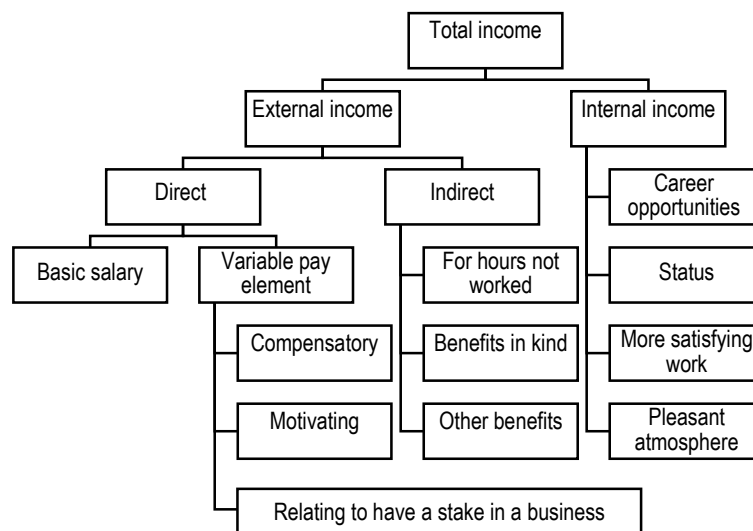 Total income
External income
Internal income
Direct
Indirect
Career
opportunities
Basic salary
Variable pay
element
For hours not
worked
Status
Compensatory
Benefits in kind
More satisfying
work
Motivating
Other benefits
Pleasant
atmosphere
Relating to have a stake in a business